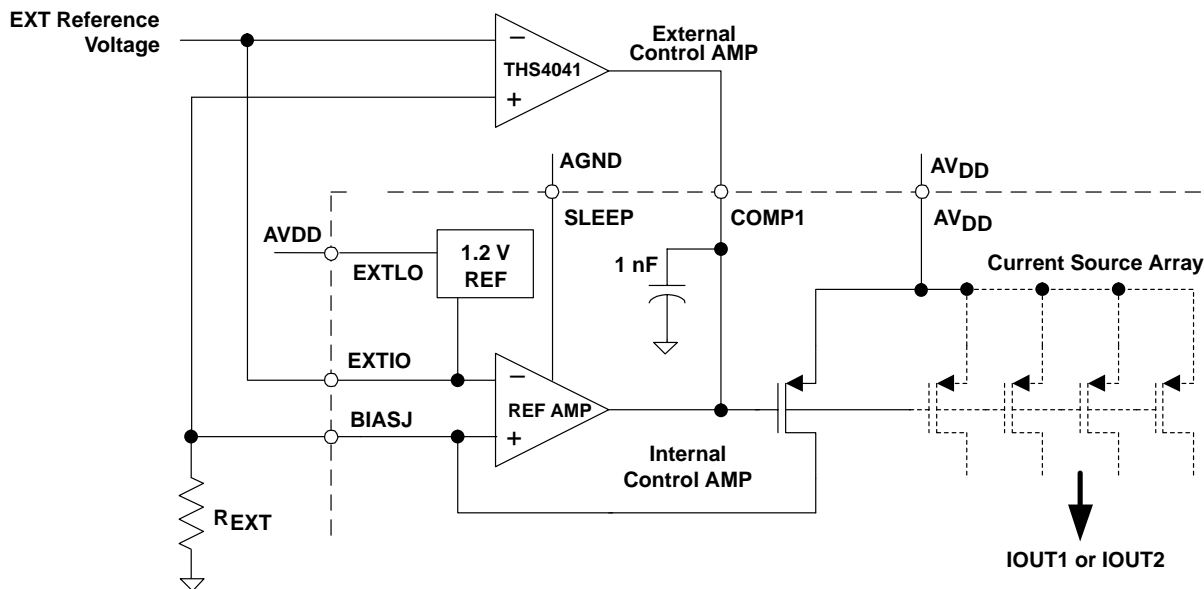 EXT Reference
Voltage
−
THS4041
+
External
Control AMP
AGND
AVDD
SLEEP
COMP1
AVDD
AVDD
EXTLO
1.2 V
REF
1 nF
Current Source Array
EXTIO
−
REF AMP
+
BIASJ
Internal
Control AMP
REXT
IOUT1 or IOUT2